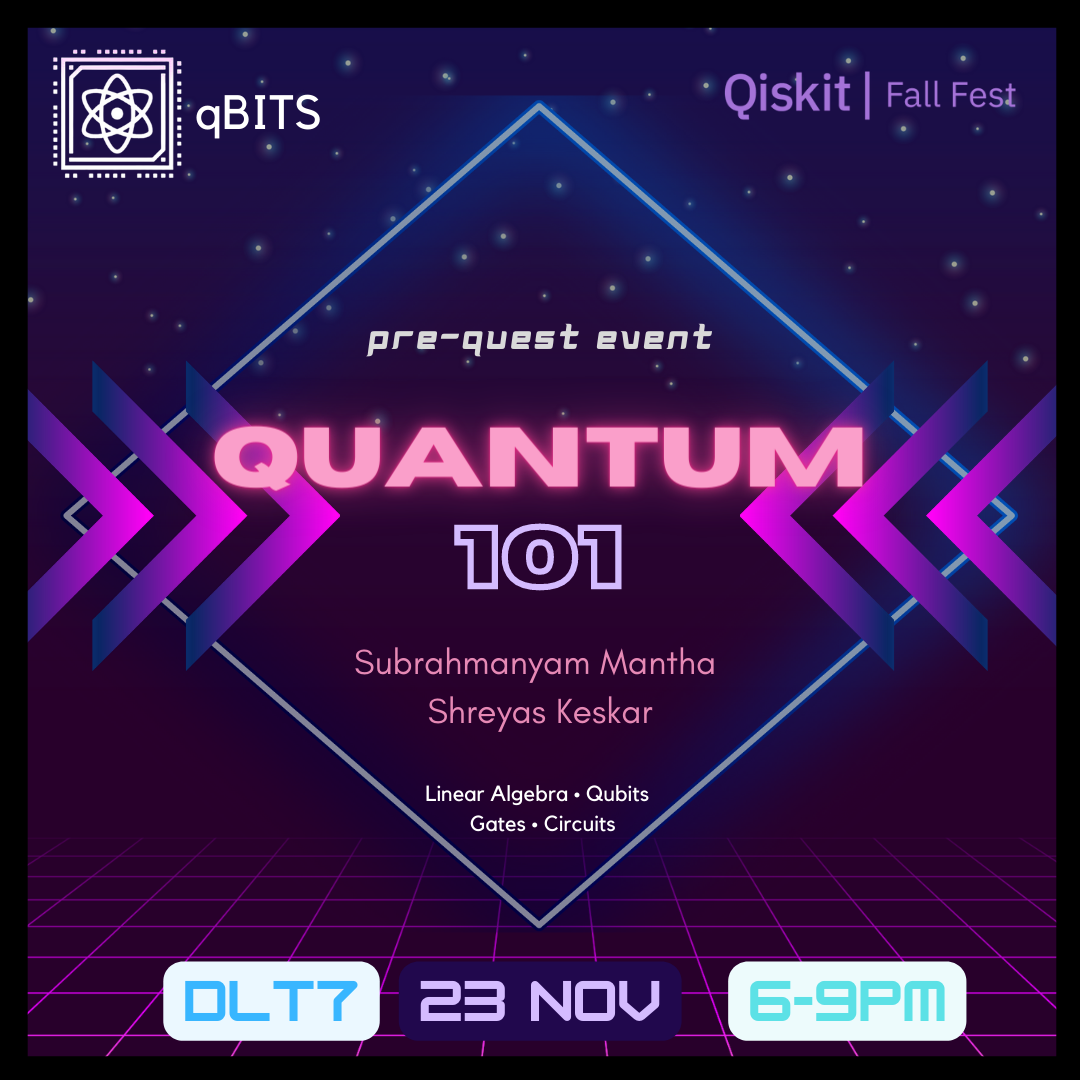 qBITS
Qiskit | Fall Fest
pre-quest event
QUANTUM
101
Subrahmanyam Mantha
Shreyas Keskar
Linear Algebra • Qubits
Gates • Circuits
DLT7
23 NOV
6-9PM